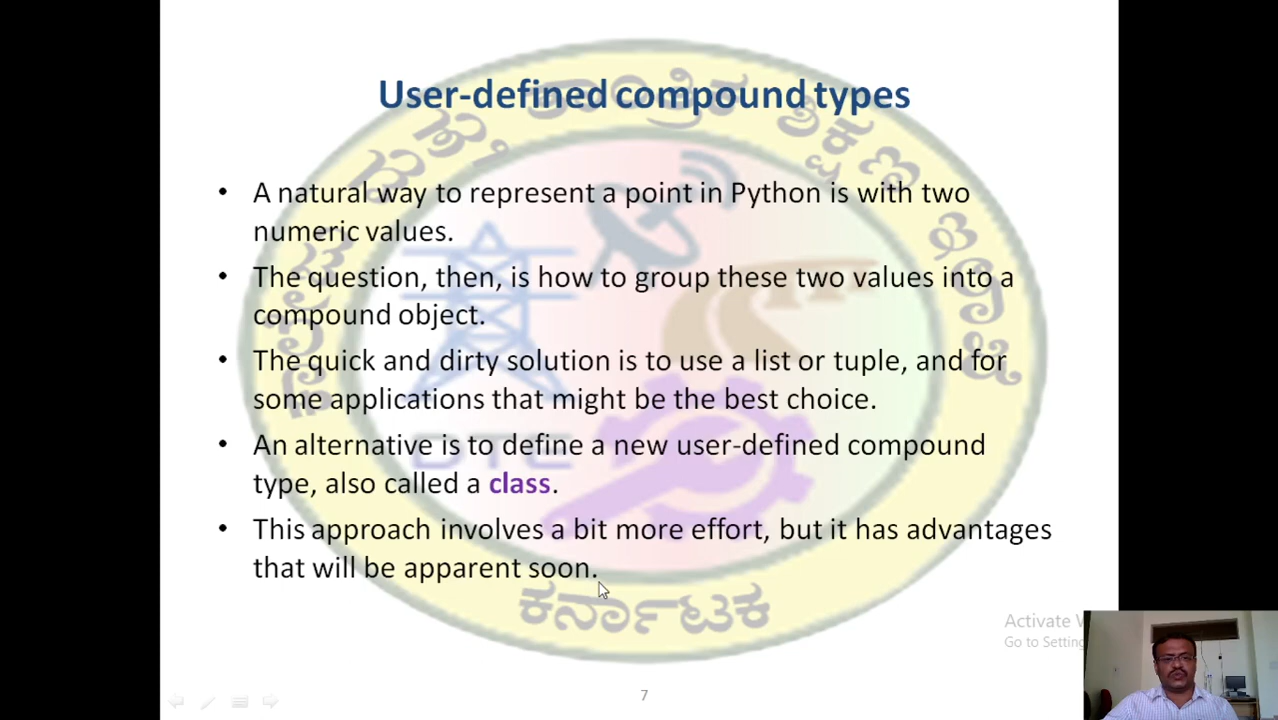 User-defined compound types
• A natural way to represent a point in Python is with two
numeric values.
• The question, then, is how to group these two values into a
compound object.
• The quick and dirty solution is to use a list or tuple, and for
some applications that might be the best choice.
• An alternative is to define a new user-defined compound
type, also called a class.
• This approach involves a bit more effort, but it has advantages
that will be apparent soon.
DTE
ಕರ್ನಾಟಕ
Activate
Go to Setting
7